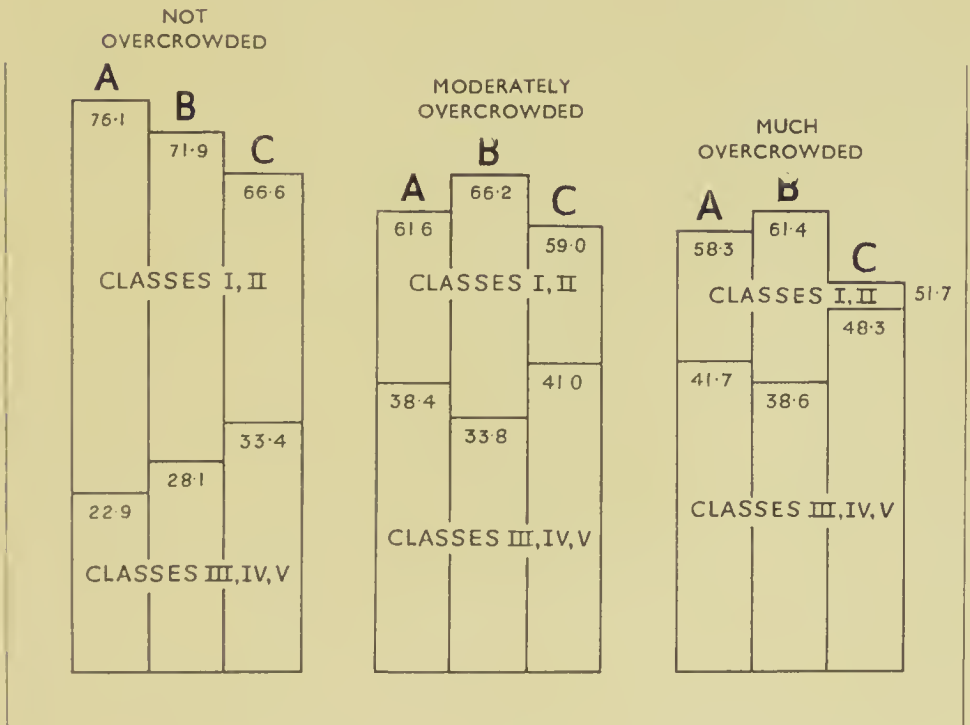 NOT
OVERCROWDED
A
B
C
76·1
71·9
66·6
CLASSES I, II
33·4
28·1
22·9
CLASSES III, IV, V
MODERATELY
OVERCROWDED
A
B
C
61 6
66·2
59·0
CLASSES I, II
41 0
38·4
33·8
CLASSES III, IV, V
MUCH
OVERCROWDED
A
B
C
58·3
61·4
51·7
CLASSES I, II
48·3
41·7
38·6
CLASSES III, IV, V